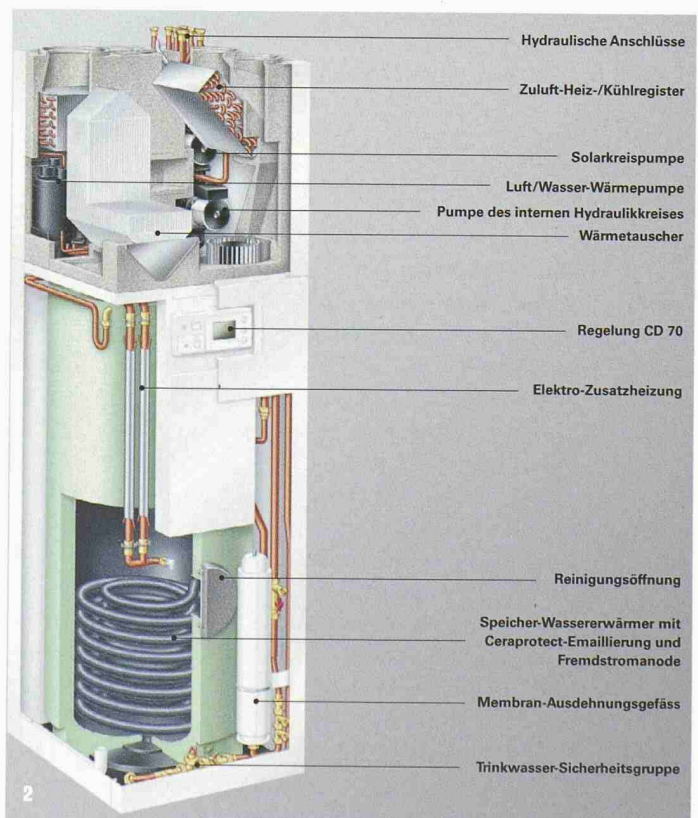 Hydraulische Anschlüsse
Zuluft-Heiz-/Kühlregister
Solarkreispumpe
Luft/Wasser-Wärmepumpe
Pumpe des internen Hydraulikkreises
Wärmetauscher
Regelung CD 70
Elektro-Zusatzheizung
Reinigungsöffnung
Speicher-Wassererwärmer mit
Ceraprotect-Emaillierung und
Fremdstromanode
Membran-Ausdehnungsgefäss
Trinkwasser-Sicherheitsgruppe
2